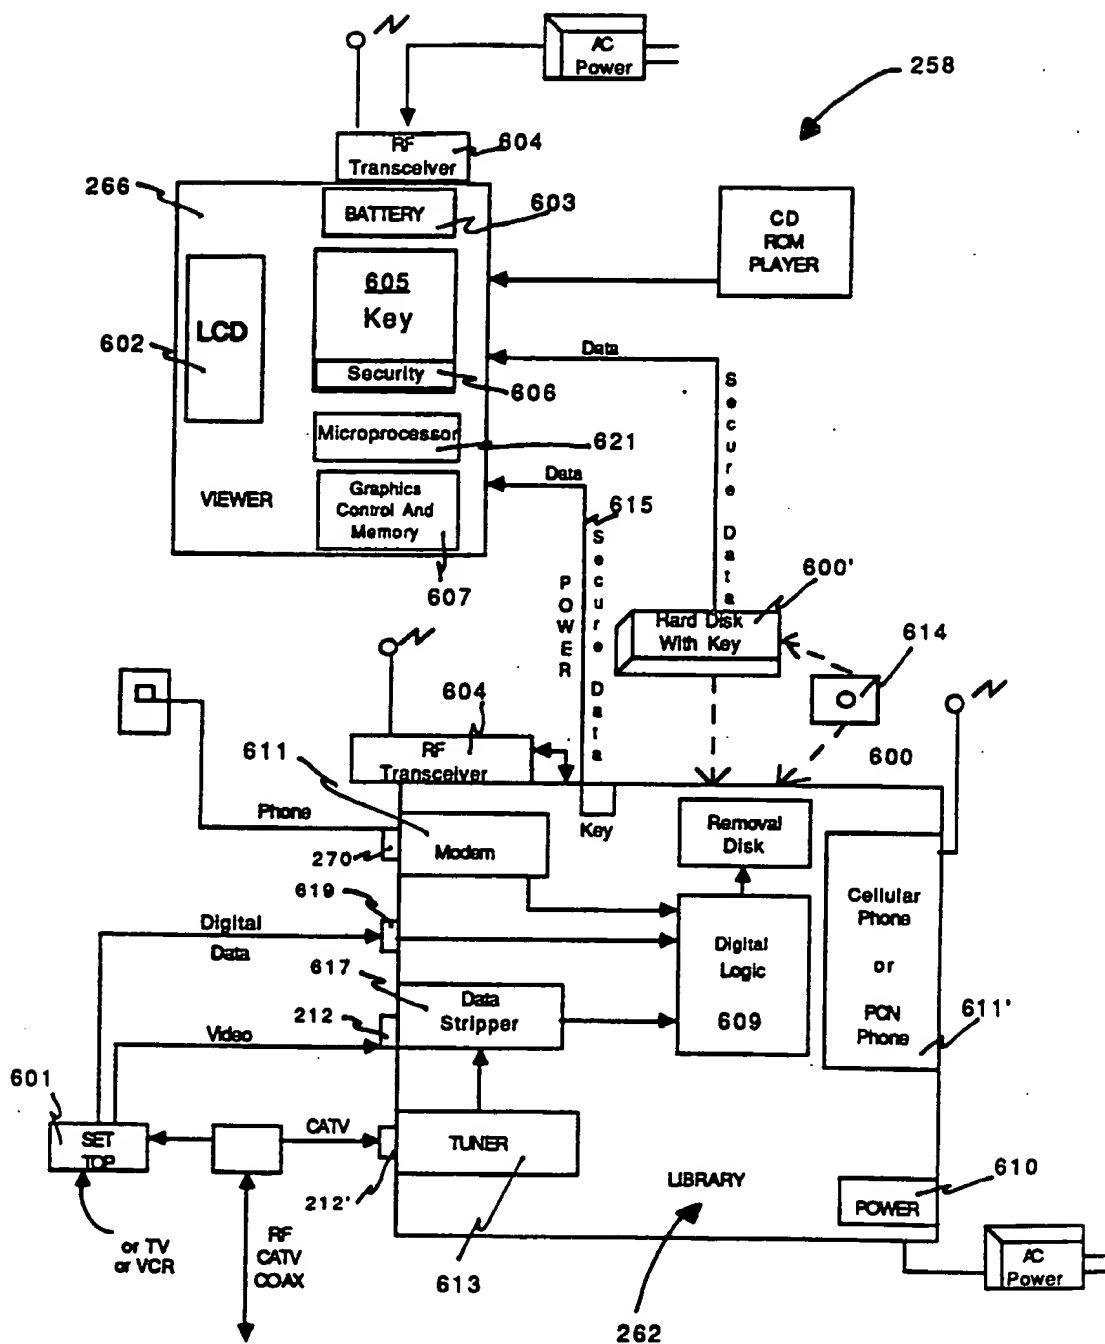 AC
Power
258
RF
Transceiver
604
266
BATTERY
603
CD
ROM
PLAYER
605
Key
LCD
602
Security
606
Data
Secure Data
Microprocessor
621
VIEWER
Graphics
Control And
Memory
607
Data
615
POWER
Secure Data
600'
Hard Disk
With Key
614
604
611
RF
Transceiver
600
Phone
270
Modem
Key
Removal
Disk
619
Digital
Data
617
Data
Stripper
Digital
Logic
609
Cellular
Phone
or
PCN
Phone
611'
212
Video
601
SET
TOP
CATV
TUNER
212'
LIBRARY
610
POWER
or TV
or VCR
RF
CATV
COAX
613
262
AC
Power